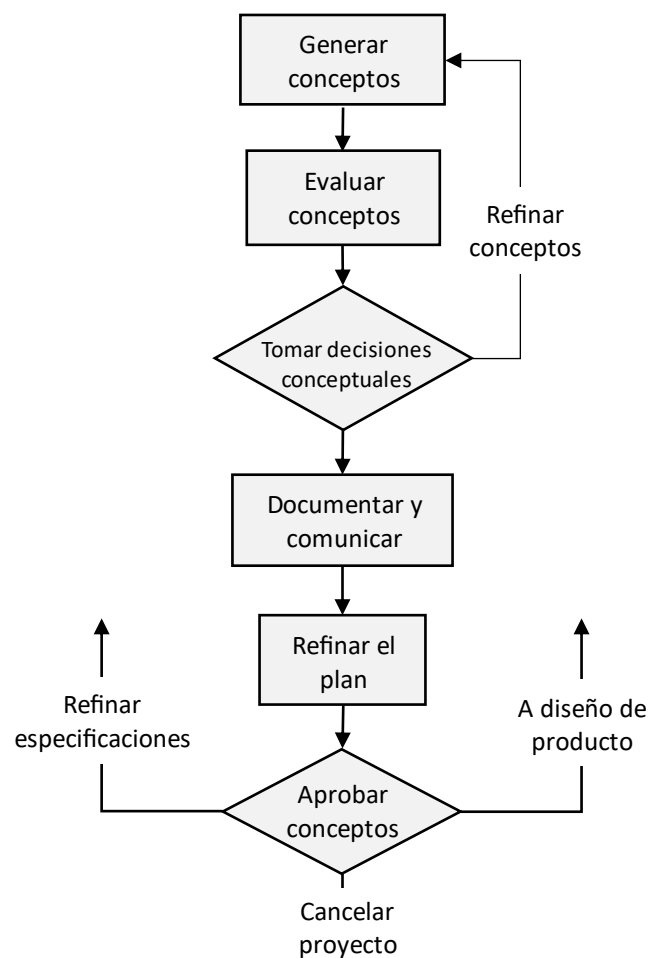 Generar
conceptos
Evaluar
conceptos
Refinar
conceptos
Tomar decisiones
conceptuales
Documentar y
comunicar
Refinar el
plan
Refinar
especificaciones
A diseño de
producto
Aprobar
conceptos
Cancelar
proyecto